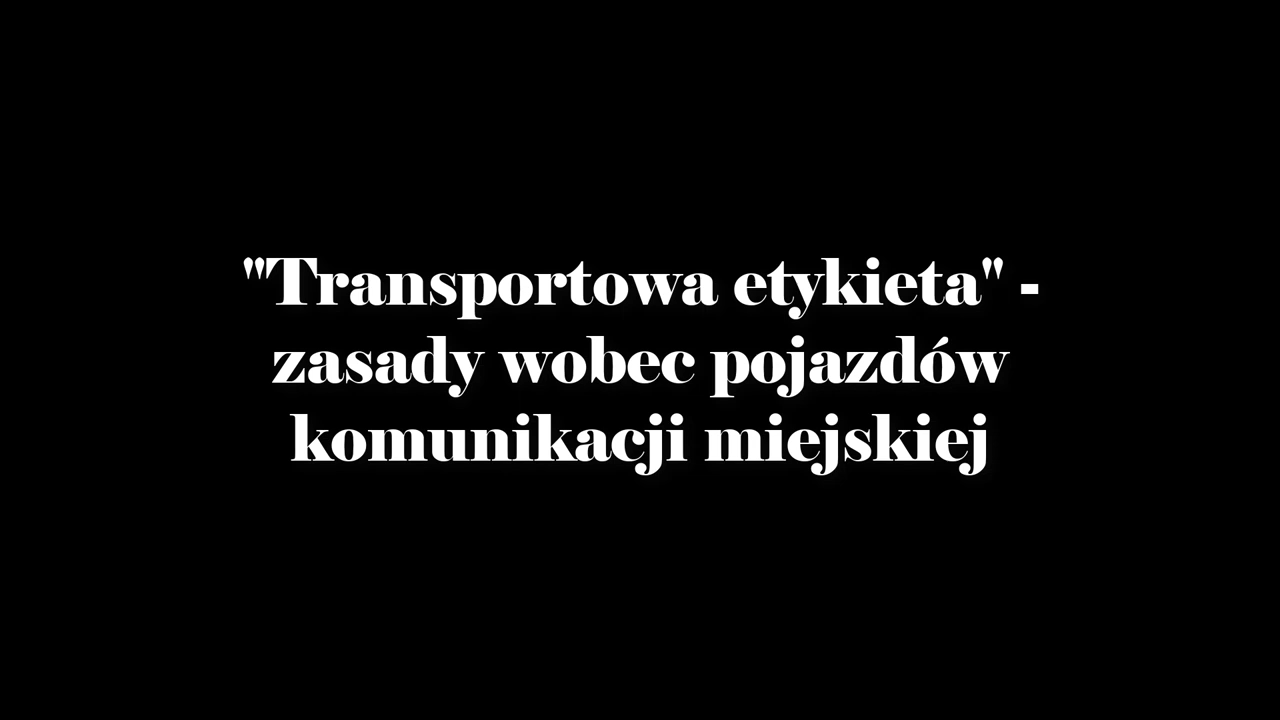 "Transportowa etykieta" -
zasady wobec pojazdów
komunikacji miejskiej